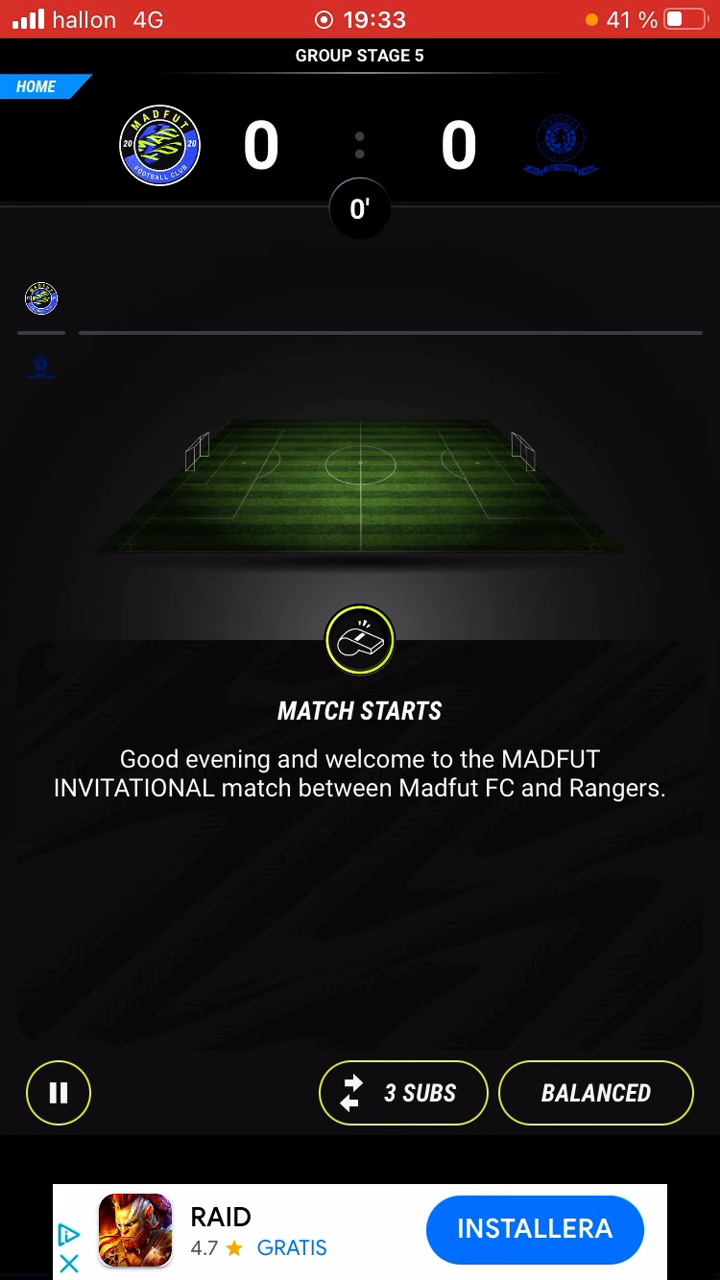 hallon 4G 19:33 41 %
GROUP STAGE 5
HOME
MADFUT
20 20
FOOTBALL CLUB
0 : 0
0'
MATCH STARTS
Good evening and welcome to the MADFUT
INVITATIONAL match between Madfut FC and Rangers.
3 SUBS
BALANCED
RAID
4.7 GRATIS
INSTALLERA